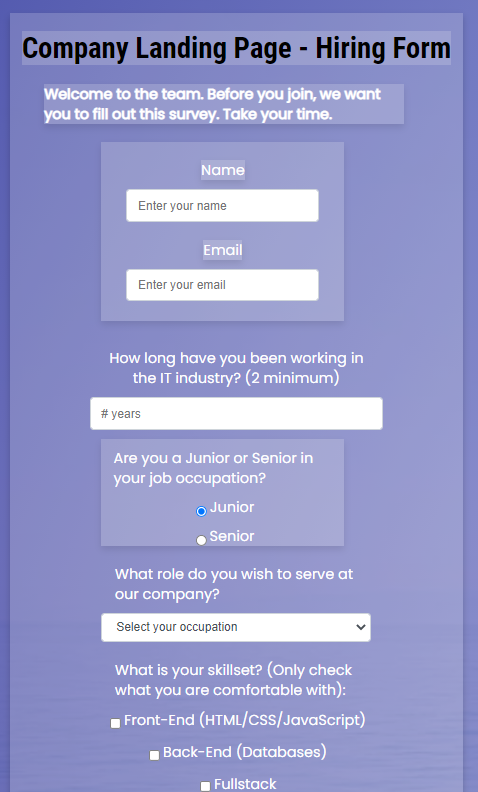 Company Landing Page - Hiring Form
Welcome to the team. Before you join, we want
you to fill out this survey. Take your time.
Name
Enter your name
Email
Enter your email
How long have you been working in
the IT industry? (2 minimum)
# years
Are you a Junior or Senior in
your job occupation?
Junior
Senior
What role do you wish to serve at
our company?
Select your occupation
What is your skillset? (Only check
what you are comfortable with):
Front-End (HTML/CSS/JavaScript)
Back-End (Databases)
Fullstack